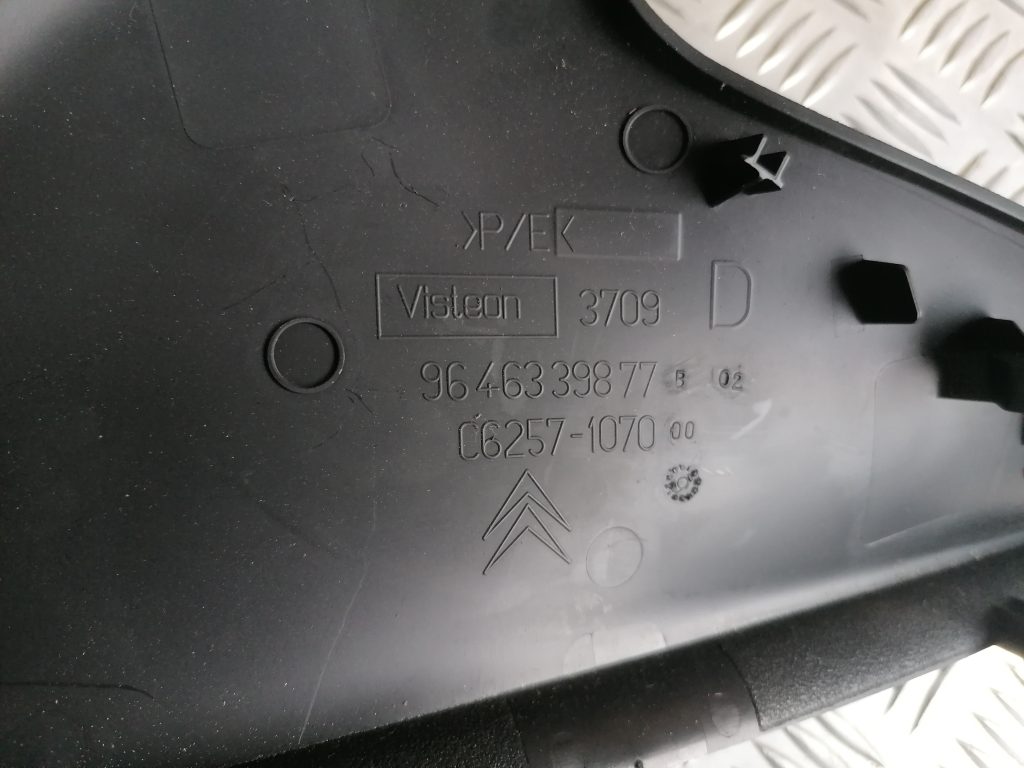 >P/E<
Visteon 3709 D
96 463 398 77 B 02
C6257-1070 00